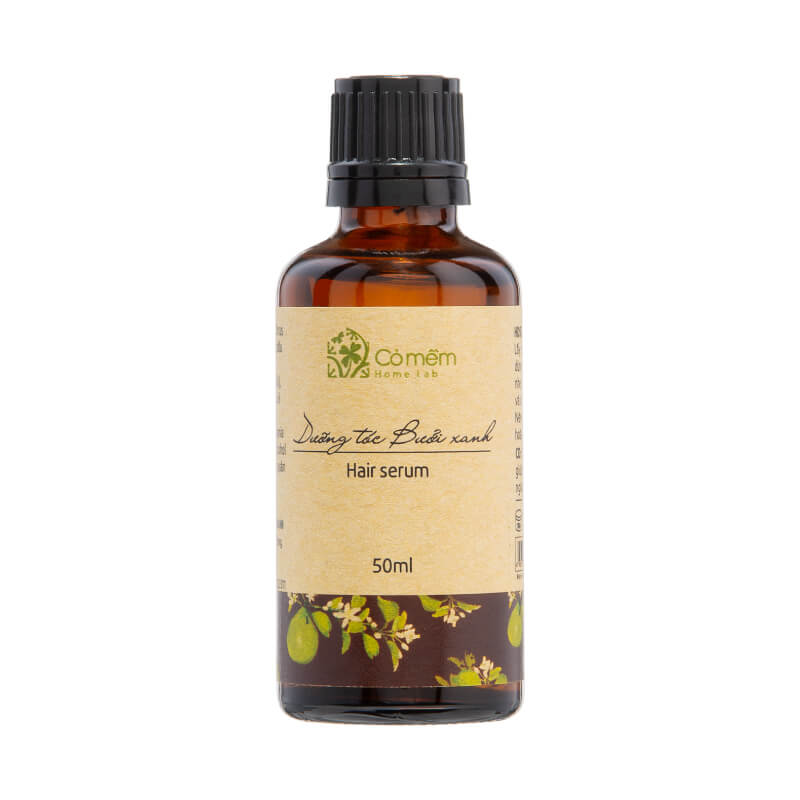 Cỏ mềm
Home lab
Dưỡng tóc Bưởi xanh
Hair serum
50ml